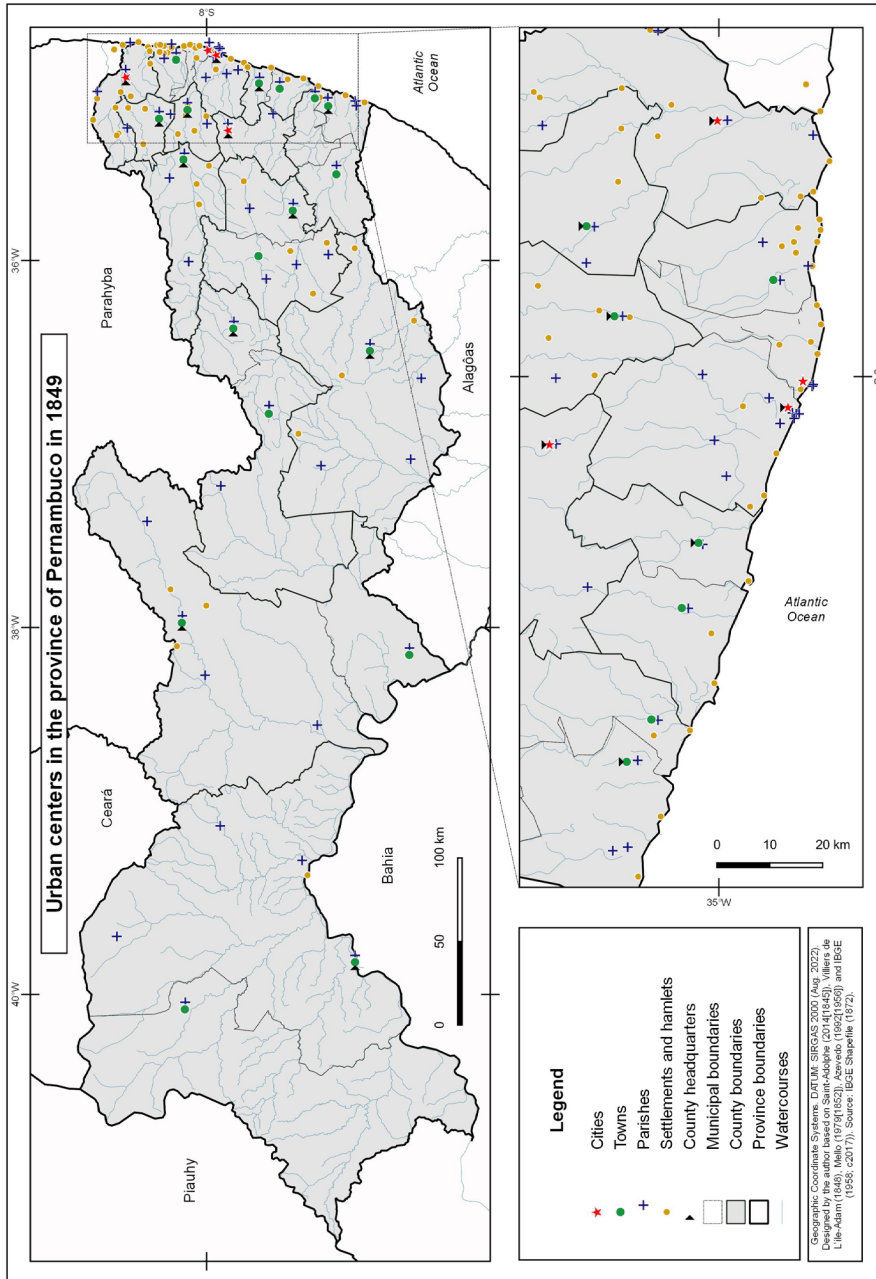 Urban centers in the province of Pernambuco in 1849
40°W
38°W
36°W
8°S
Piauhy
Ceará
Parahyba
Atlantic
Ocean
Bahia
Alagôas
0 50 100 km
Legend
Cities
Towns
Parishes
Settlements and hamlets
County headquarters
Municipal boundaries
County boundaries
Province boundaries
Watercourses
Geographic Coordinate Systems. DATUM: SIRGAS 2000 (Aug. 2022).
Designed by the author based on Saint-Adolphe (2014[1845]), Villiers de
L'ile-Adam (1848), Mello (1979[1852]), Azevedo (1992[1956]) and IBGE
(1958; c2017)). Source: IBGE Shapefile (1872).
35°W
0 10 20 km
Atlantic
Ocean